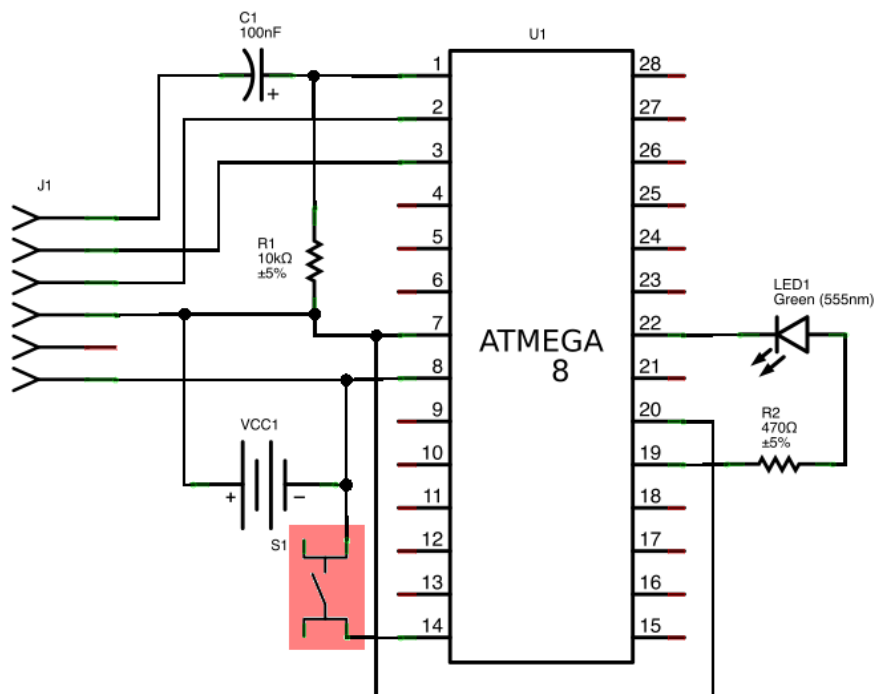 C1
100nF
+
U1
1
2
3
4
5
6
7
8
9
10
11
12
13
14
28
27
26
25
24
23
22
21
20
19
18
17
16
15
ATMEGA
8
J1
R1
10kΩ
±5%
LED1
Green (555nm)
R2
470Ω
±5%
VCC1
+ −
S1